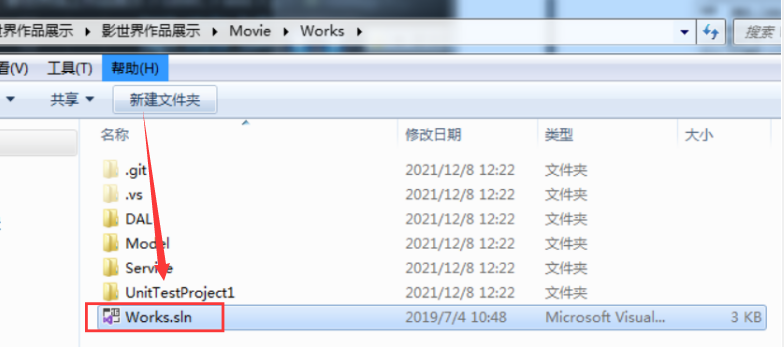 界作品展示 ▸ 影世界作品展示 ▸ Movie ▸ Works ▸ 搜索
看(V) 工具(T) 帮助(H)
共享 新建文件夹
名称 修改日期 类型 大小
.git 2021/12/8 12:22 文件夹
.vs 2021/12/8 12:22 文件夹
DAL 2021/12/8 12:22 文件夹
Model 2021/12/8 12:22 文件夹
Service 2021/12/8 12:22 文件夹
UnitTestProject1 2021/12/8 12:22 文件夹
Works.sln 2019/7/4 10:48 Microsoft Visual... 3 KB